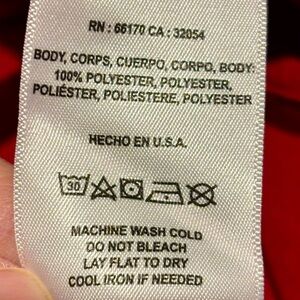 RN : 66170 CA : 32054
BODY, CORPS, CUERPO, CORPO, BODY:
100% POLYESTER, POLYESTER,
POLIÉSTER, POLIESTERE, POLYESTER
HECHO EN U.S.A.
30
MACHINE WASH COLD
DO NOT BLEACH
LAY FLAT TO DRY
COOL IRON IF NEEDED